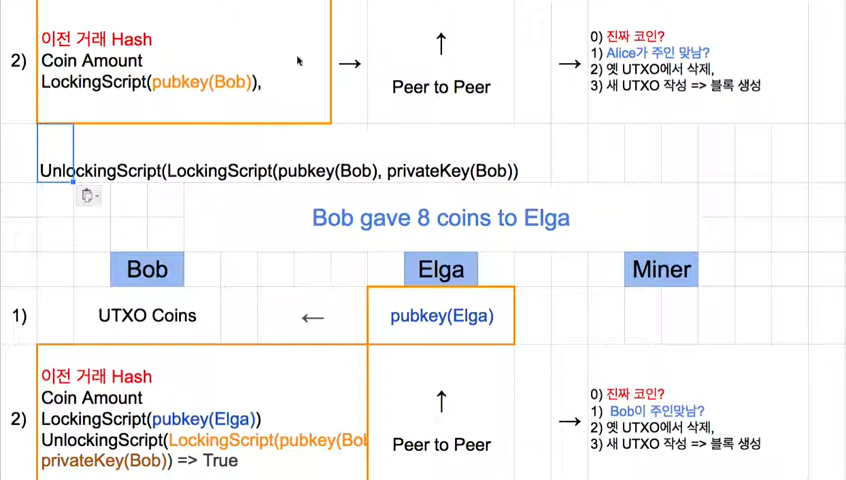 이전 거래 Hash
2) Coin Amount
LockingScript(pubkey(Bob)),
→
↑
Peer to Peer
→
0) 진짜 코인?
1) Alice가 주인 맞남?
2) 옛 UTXO에서 삭제,
3) 새 UTXO 작성 => 블록 생성
UnlockingScript(LockingScript(pubkey(Bob), privateKey(Bob))
Bob gave 8 coins to Elga
Bob
Elga
Miner
1) UTXO Coins
←
pubkey(Elga)
이전 거래 Hash
Coin Amount
2) LockingScript(pubkey(Elga))
UnlockingScript(LockingScript(pubkey(Bob
privateKey(Bob)) => True
↑
Peer to Peer
→
0) 진짜 코인?
1) Bob이 주인맞남?
2) 옛 UTXO에서 삭제,
3) 새 UTXO 작성 => 블록 생성